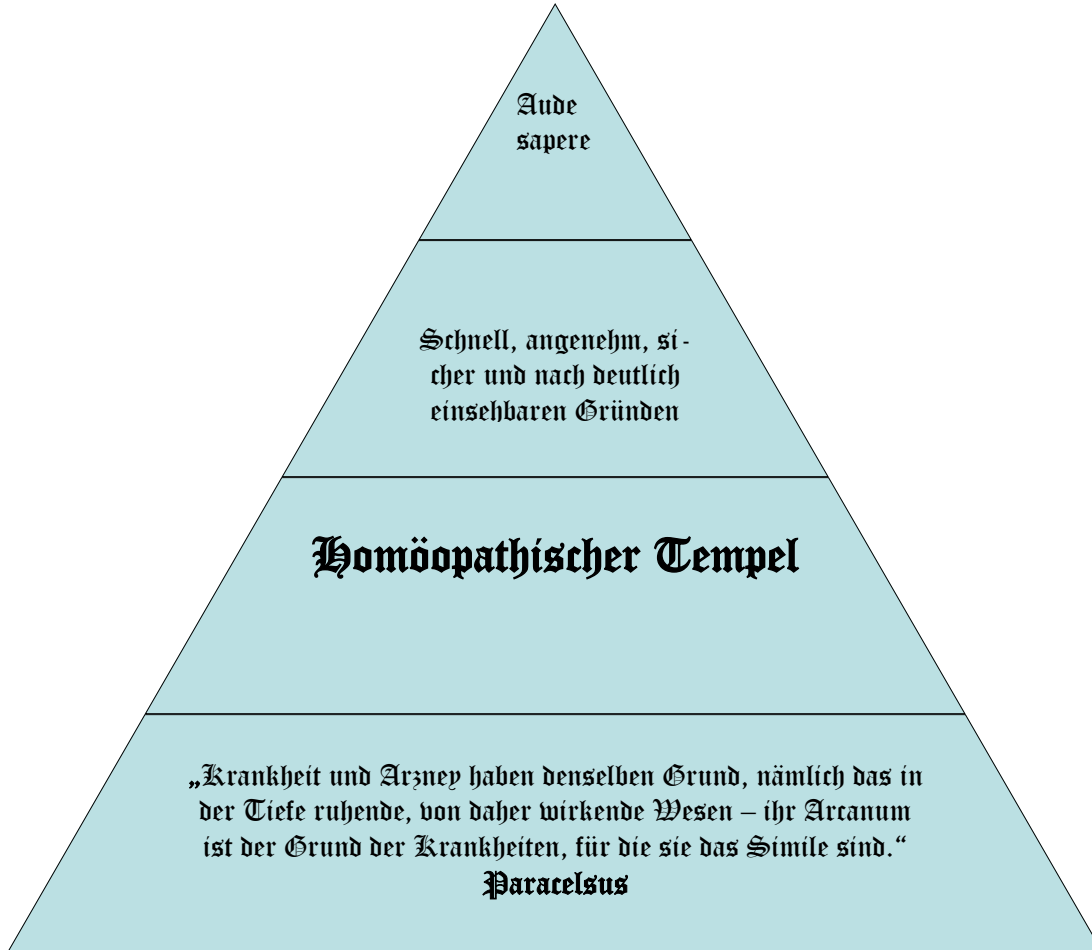 Aude
sapere
Schnell, angenehm, si-
cher und nach deutlich
einsehbaren Gründen
Homöopathischer Tempel
„Krankheit und Arzney haben denselben Grund, nämlich das in
der Tiefe ruhende, von daher wirkende Wesen – ihr Arcanum
ist der Grund der Krankheiten, für die sie das Simile sind.“
Paracelsus